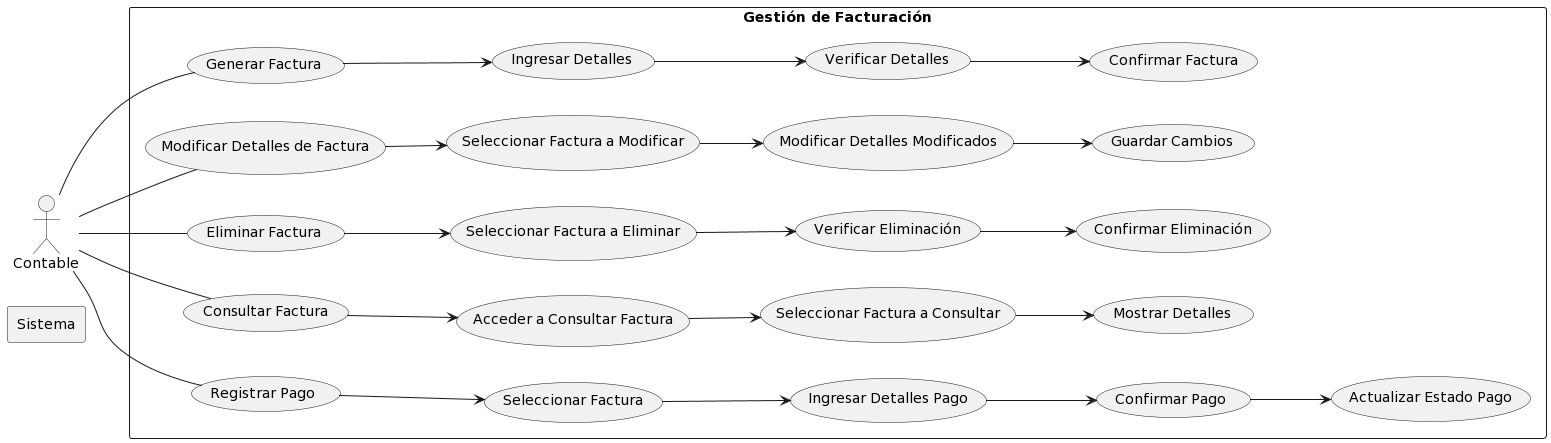 Gestión de Facturación
Generar Factura
Ingresar Detalles
Verificar Detalles
Confirmar Factura
Modificar Detalles de Factura
Seleccionar Factura a Modificar
Modificar Detalles Modificados
Guardar Cambios
Contable
Eliminar Factura
Seleccionar Factura a Eliminar
Verificar Eliminación
Confirmar Eliminación
Sistema
Consultar Factura
Acceder a Consultar Factura
Seleccionar Factura a Consultar
Mostrar Detalles
Registrar Pago
Seleccionar Factura
Ingresar Detalles Pago
Confirmar Pago
Actualizar Estado Pago